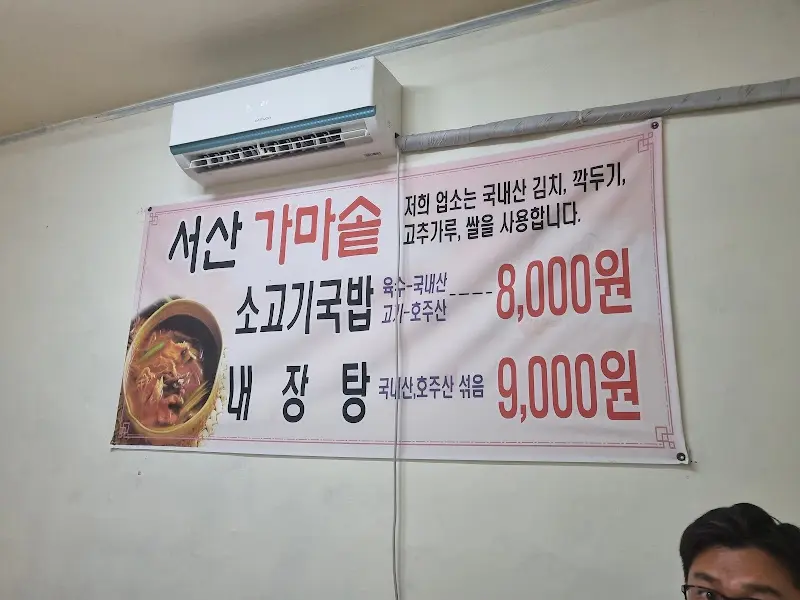 서산 가마솥
저희 업소는 국내산 김치, 깍두기,
고추가루, 쌀을 사용합니다.
소고기국밥 육수-국내산 8,000원
고기-호주산
내장탕 국내산,호주산 섞음 9,000원